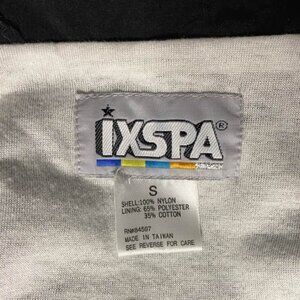 IXSPA®
S
SHELL:100% NYLON
LINING: 65% POLYESTER
35% COTTON
RN#84507
MADE IN TAIWAN
SEE REVERSE FOR CARE